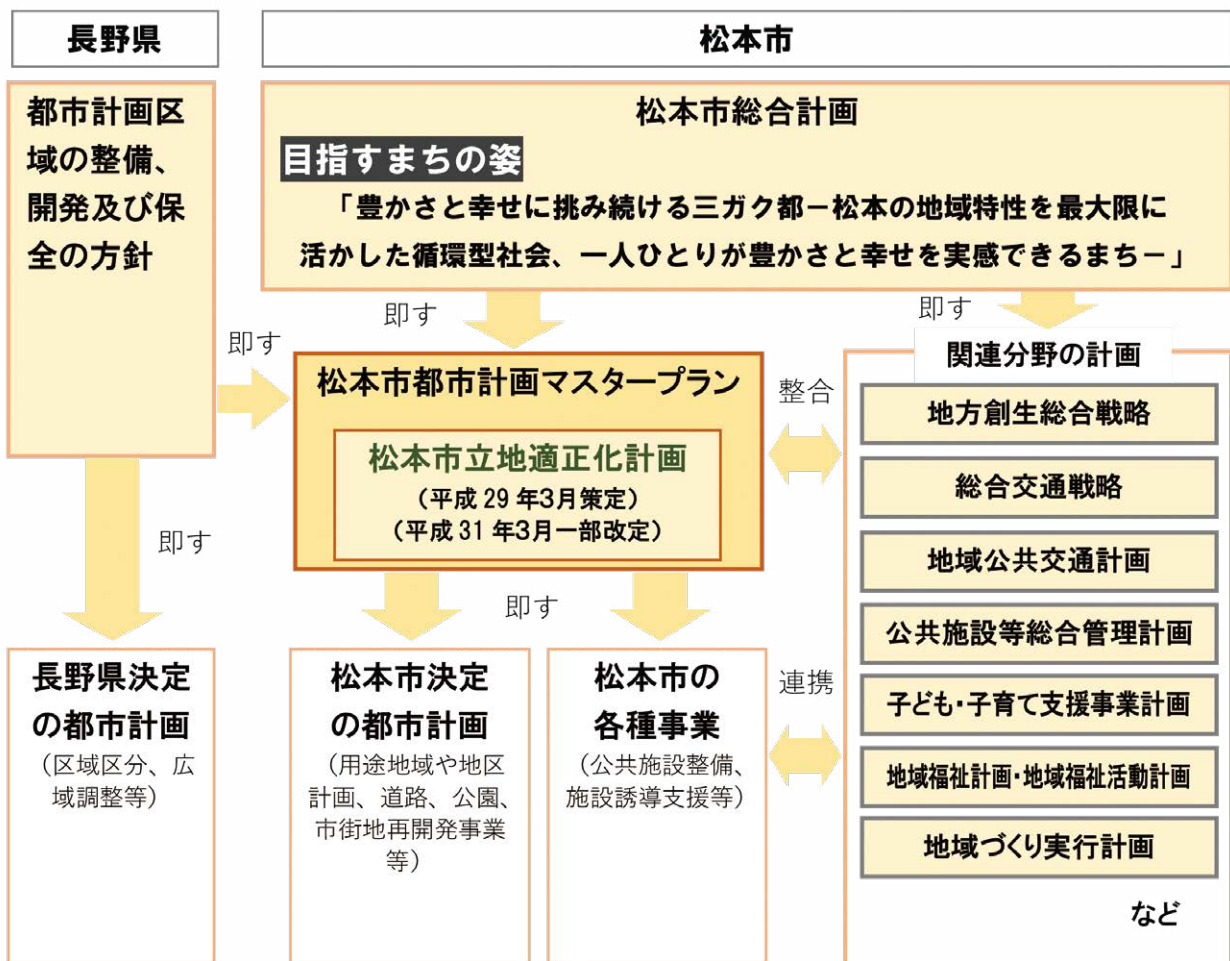 長野県
松本市
都市計画区
域の整備、
開発及び保
全の方針
松本市総合計画
目指すまちの姿
「豊かさと幸せに挑み続ける三ガク都－松本の地域特性を最大限に
活かした循環型社会、一人ひとりが豊かさと幸せを実感できるまち－」
即す
即す
即す
松本市都市計画マスタープラン
松本市立地適正化計画
（平成 29 年３月策定）
（平成 31 年３月一部改定）
整合
関連分野の計画
地方創生総合戦略
総合交通戦略
地域公共交通計画
公共施設等総合管理計画
子ども・子育て支援事業計画
地域福祉計画・地域福祉活動計画
地域づくり実行計画
など
即す
即す
連携
長野県決定
の都市計画
（区域区分、広
域調整等）
松本市決定
の都市計画
（用途地域や地区
計画、道路、公園、
市街地再開発事業
等）
松本市の
各種事業
（公共施設整備、
施設誘導支援等）